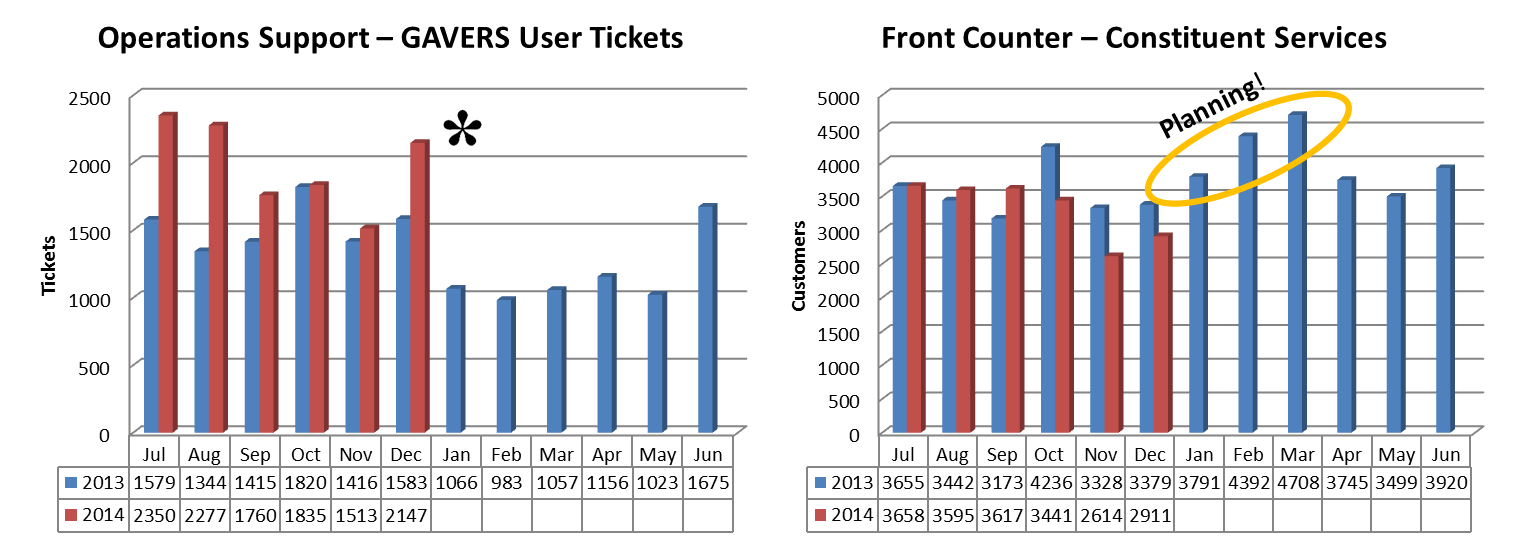 Operations Support – GAVERS User Tickets
2500
2000
1500
1000
500
0
Tickets
*
Jul Aug Sep Oct Nov Dec Jan Feb Mar Apr May Jun
2013 1579 1344 1415 1820 1416 1583 1066 983 1057 1156 1023 1675
2014 2350 2277 1760 1835 1513 2147
Front Counter – Constituent Services
Planning!
5000
4500
4000
3500
3000
2500
2000
1500
1000
500
0
Customers
Jul Aug Sep Oct Nov Dec Jan Feb Mar Apr May Jun
2013 3655 3442 3173 4236 3328 3379 3791 4392 4708 3745 3499 3920
2014 3658 3595 3617 3441 2614 2911